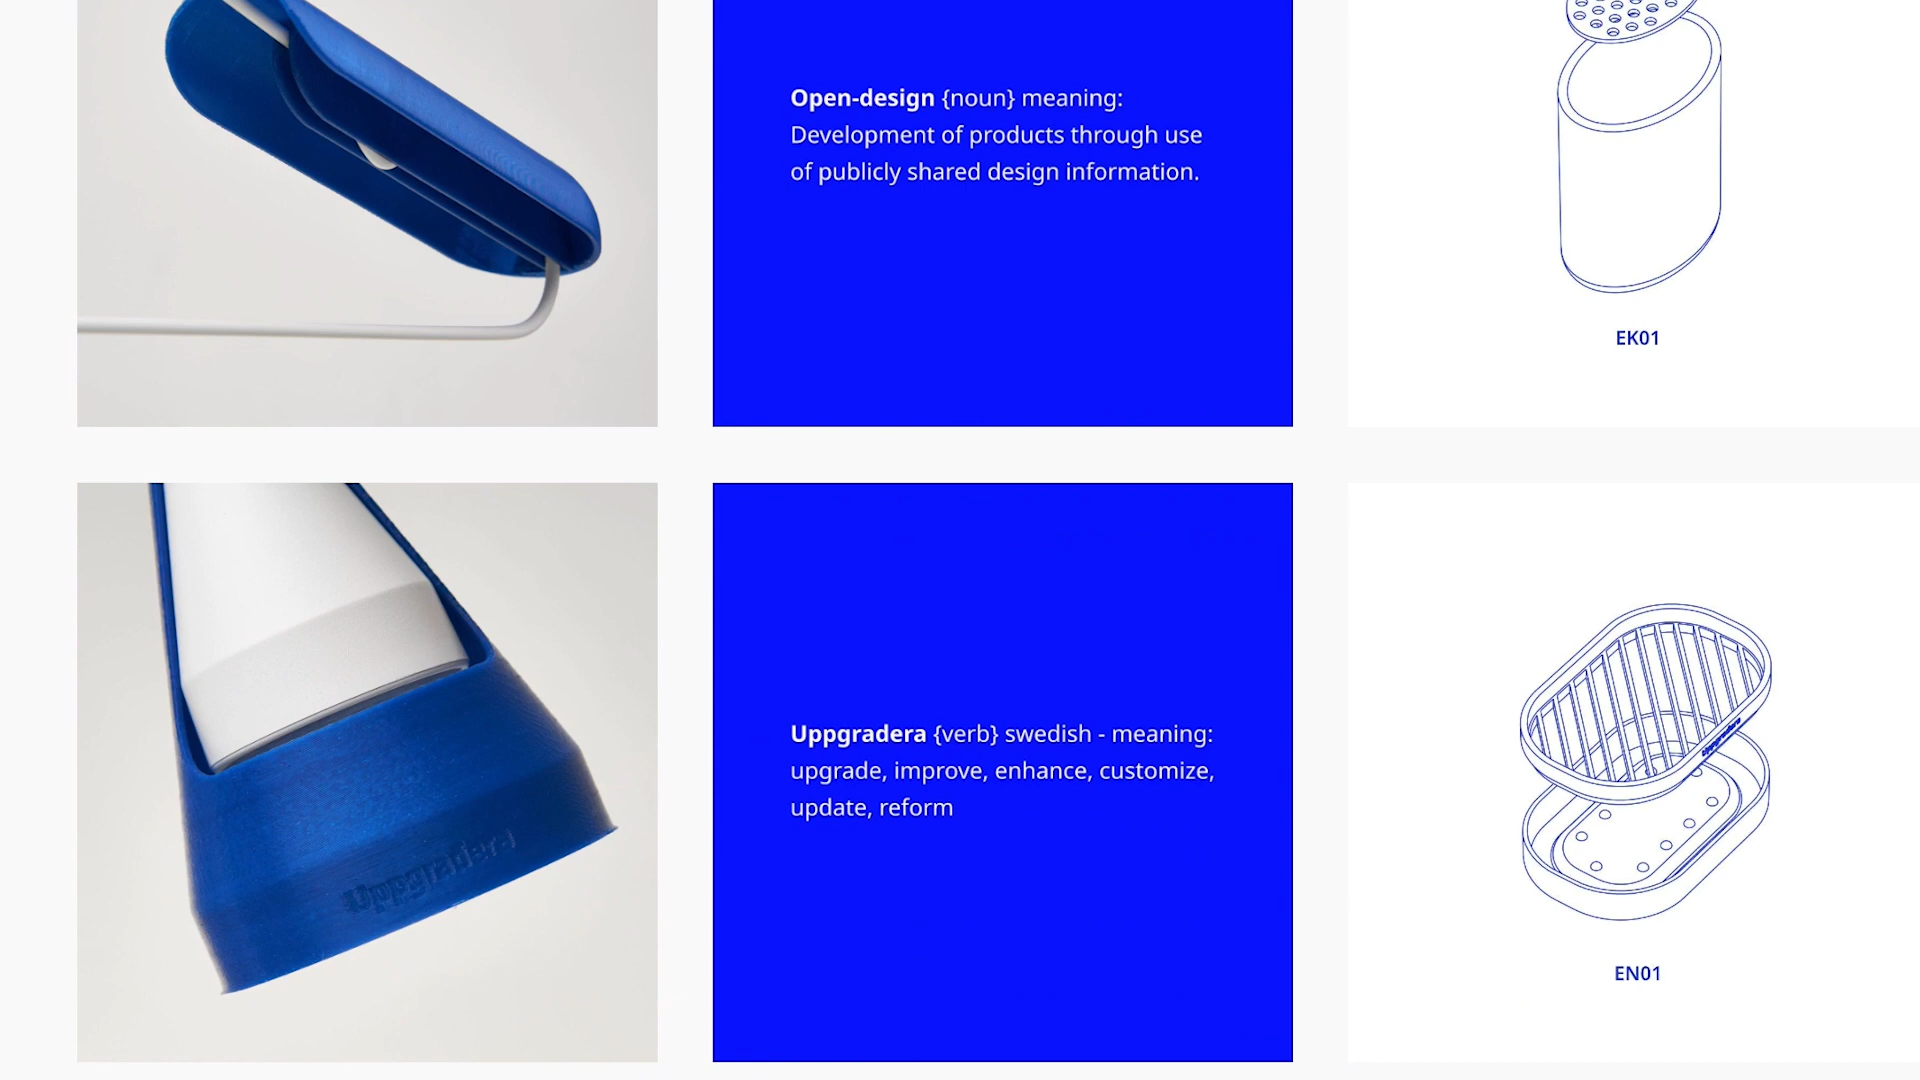 Open-design {noun} meaning:
Development of products through use
of publicly shared design information.
EK01
uppgradera
Uppgradera {verb} swedish - meaning:
upgrade, improve, enhance, customize,
update, reform
uppgradera
EN01